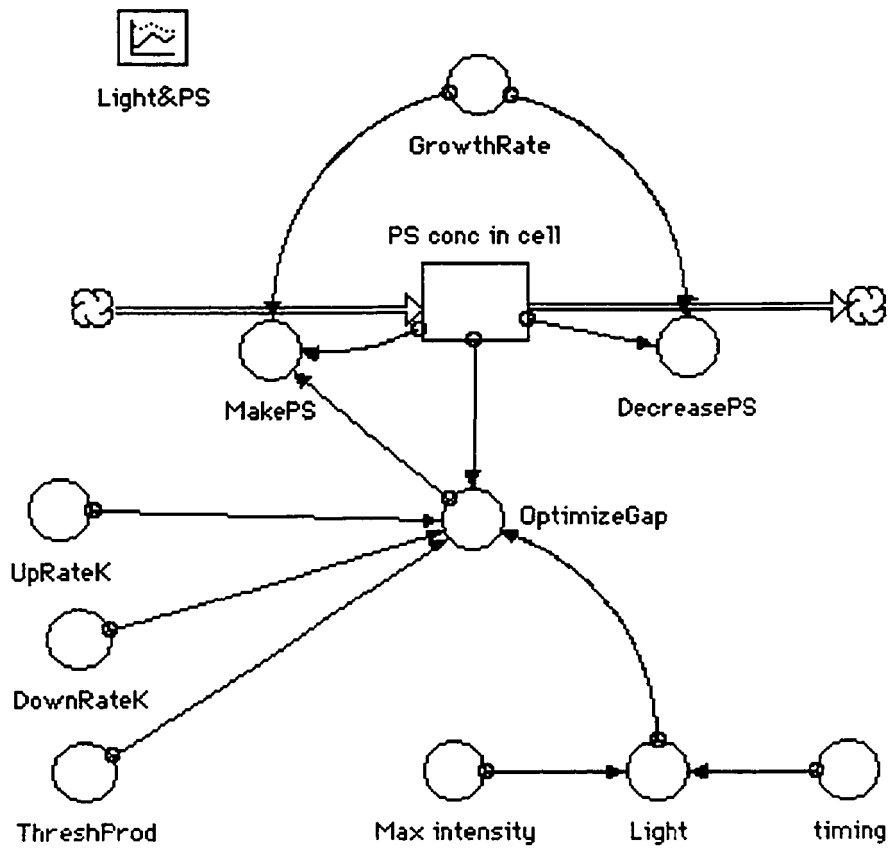 Light&PS
GrowthRate
PS conc in cell
MakePS
DecreasePS
OptimizeGap
UpRateK
DownRateK
ThreshProd
Max intensity
Light
timing